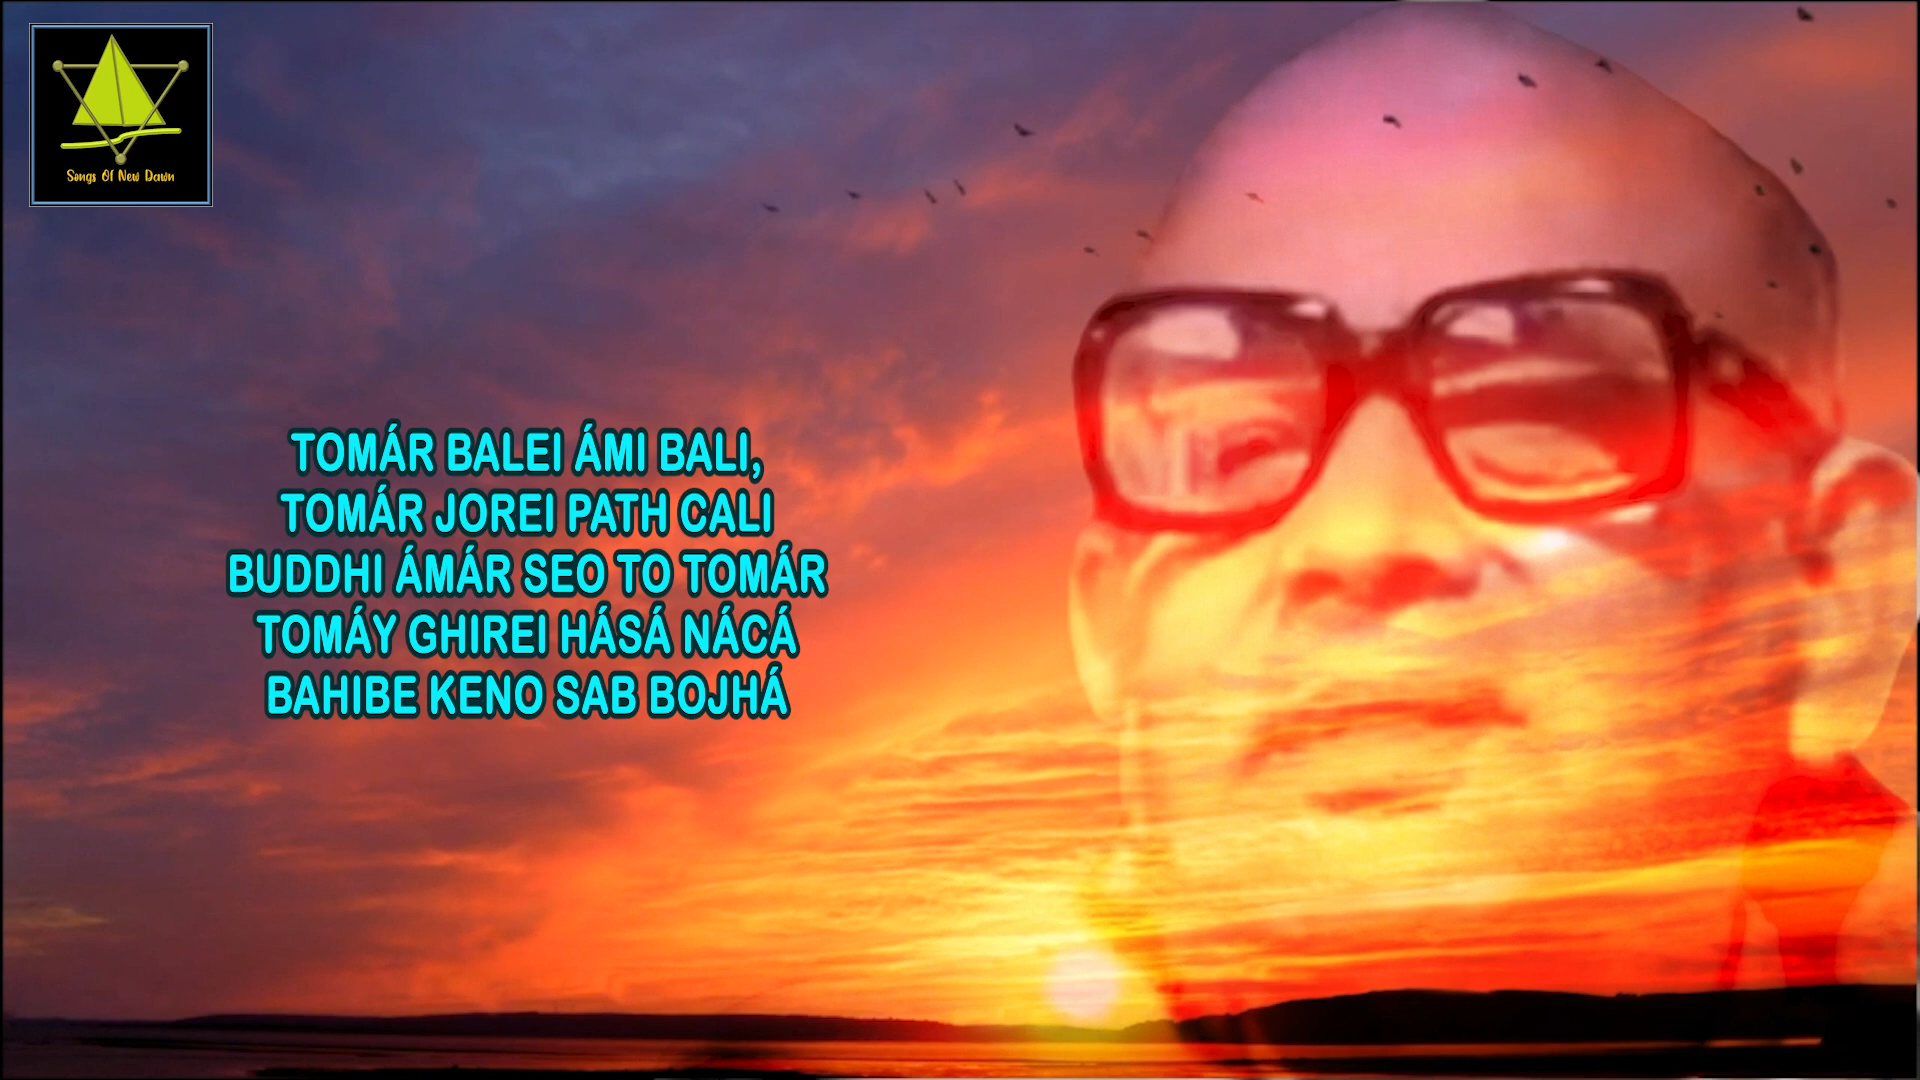 Songs Of New Dawn
TOMÁR BALEI ÁMI BALI,
TOMÁR JOREI PATH CALI
BUDDHI ÁMÁR SEO TO TOMÁR
TOMÁY GHIREI HÁSÁ NÁCÁ
BAHIBE KENO SAB BOJHÁ